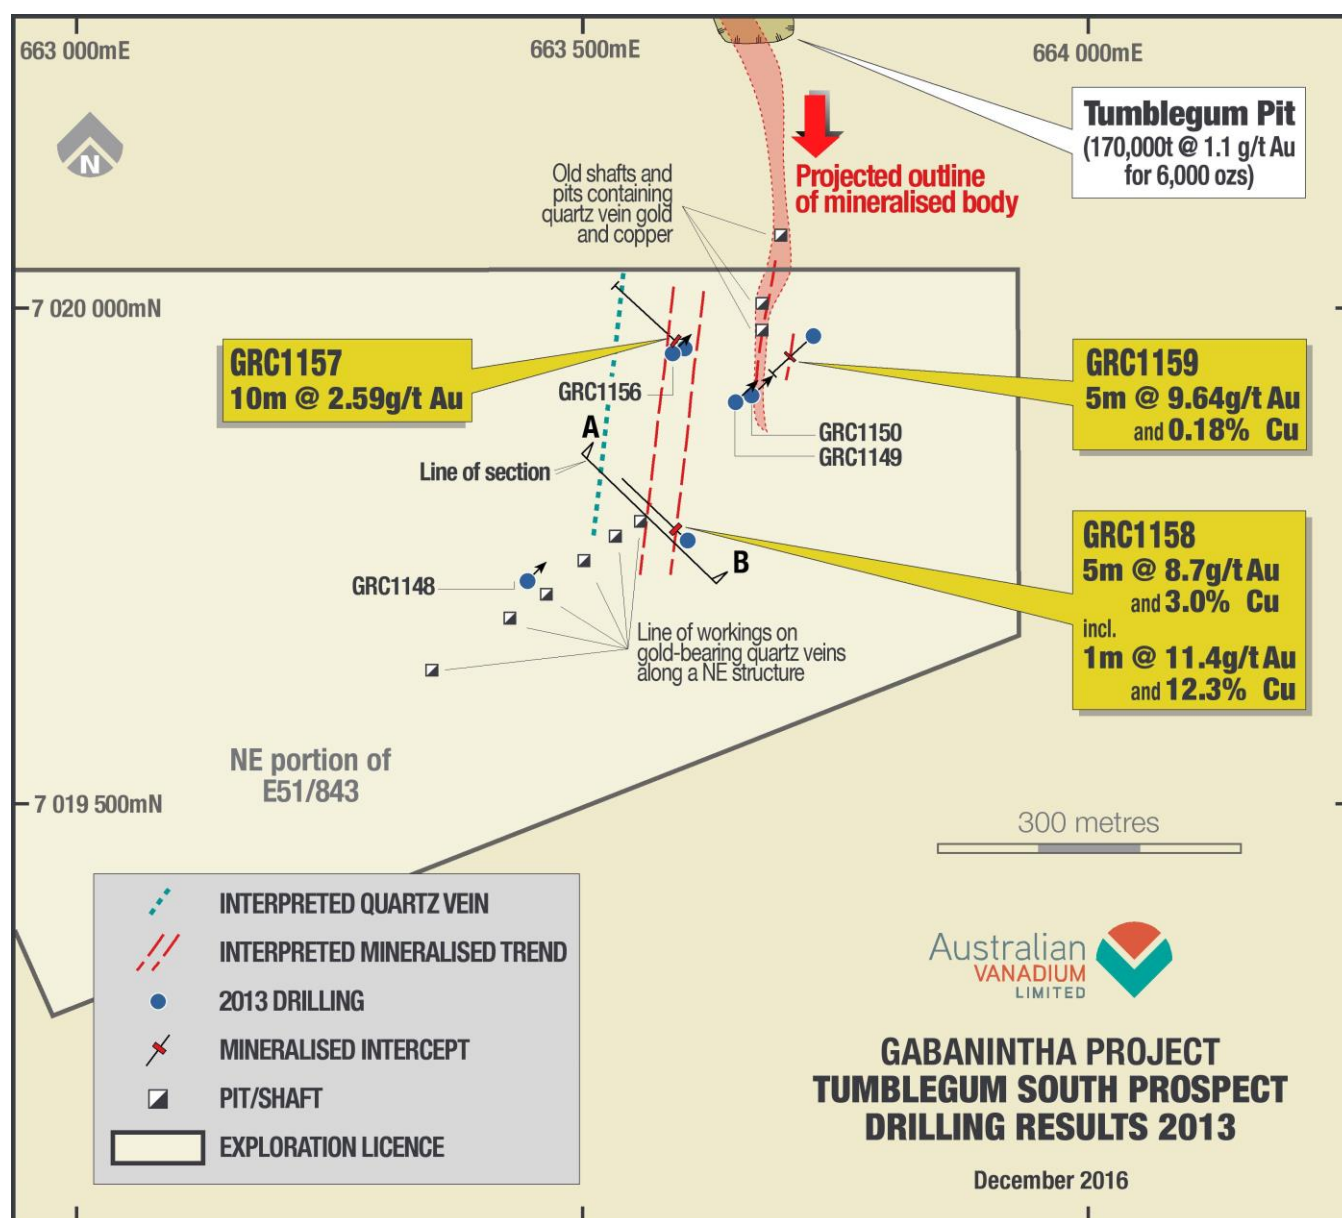 663 000mE
663 500mE
664 000mE
N
Tumblegum Pit
(170,000t @ 1.1 g/t Au
for 6,000 ozs)
Old shafts and
pits containing
quartz vein gold
and copper
Projected outline
of mineralised body
7 020 000mN
GRC1157
10m @ 2.59g/t Au
GRC1156
GRC1159
5m @ 9.64g/t Au
and 0.18% Cu
A
Line of section
GRC1150
GRC1149
B
GRC1158
5m @ 8.7g/t Au
and 3.0% Cu
incl.
1m @ 11.4g/t Au
and 12.3% Cu
GRC1148
Line of workings on
gold-bearing quartz veins
along a NE structure
NE portion of
E51/843
7 019 500mN
300 metres
INTERPRETED QUARTZ VEIN
INTERPRETED MINERALISED TREND
2013 DRILLING
MINERALISED INTERCEPT
PIT/SHAFT
EXPLORATION LICENCE
Australian
VANADIUM
LIMITED
GABANINTHA PROJECT
TUMBLEGUM SOUTH PROSPECT
DRILLING RESULTS 2013
December 2016